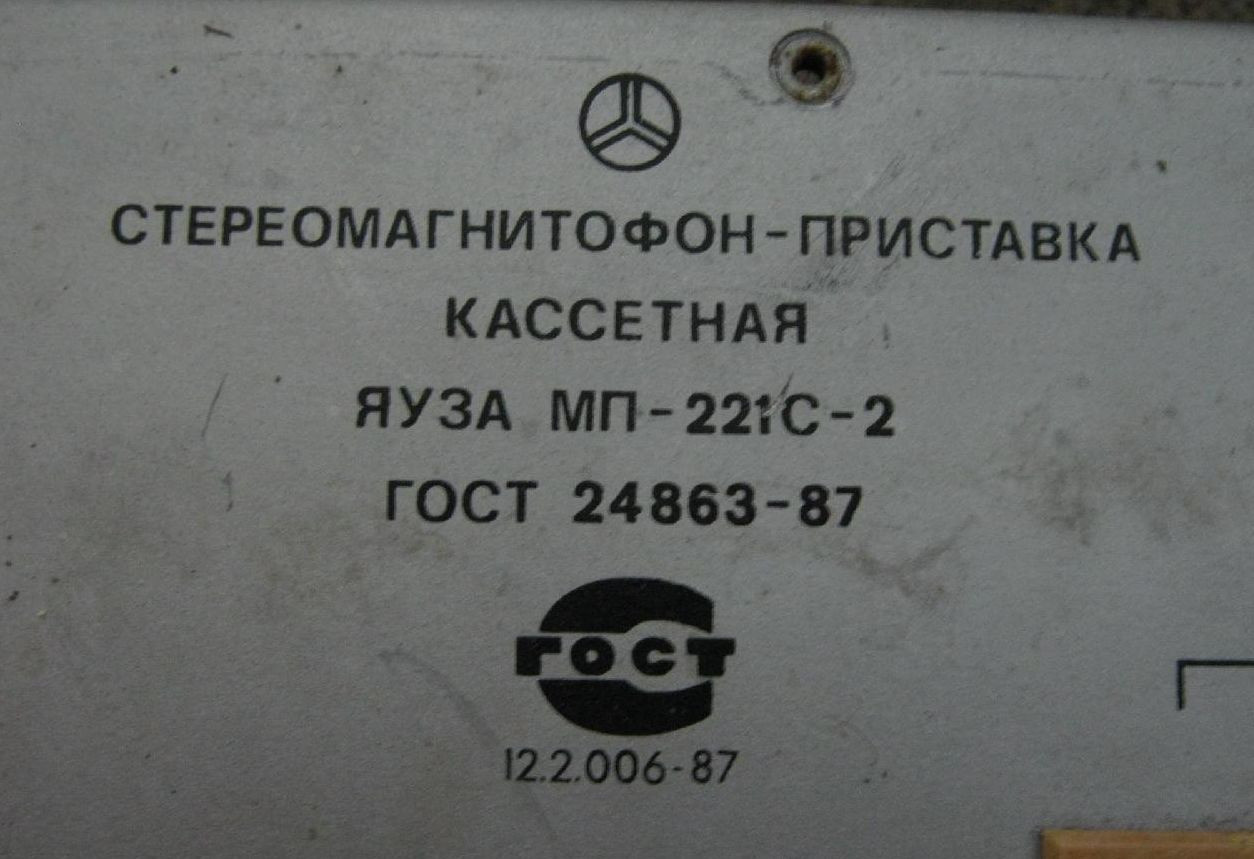 СТЕРЕОМАГНИТОФОН-ПРИСТАВКА
КАССЕТНАЯ
ЯУЗА МП-221С-2
ГОСТ 24863-87
ГОСТ
12.2.006-87